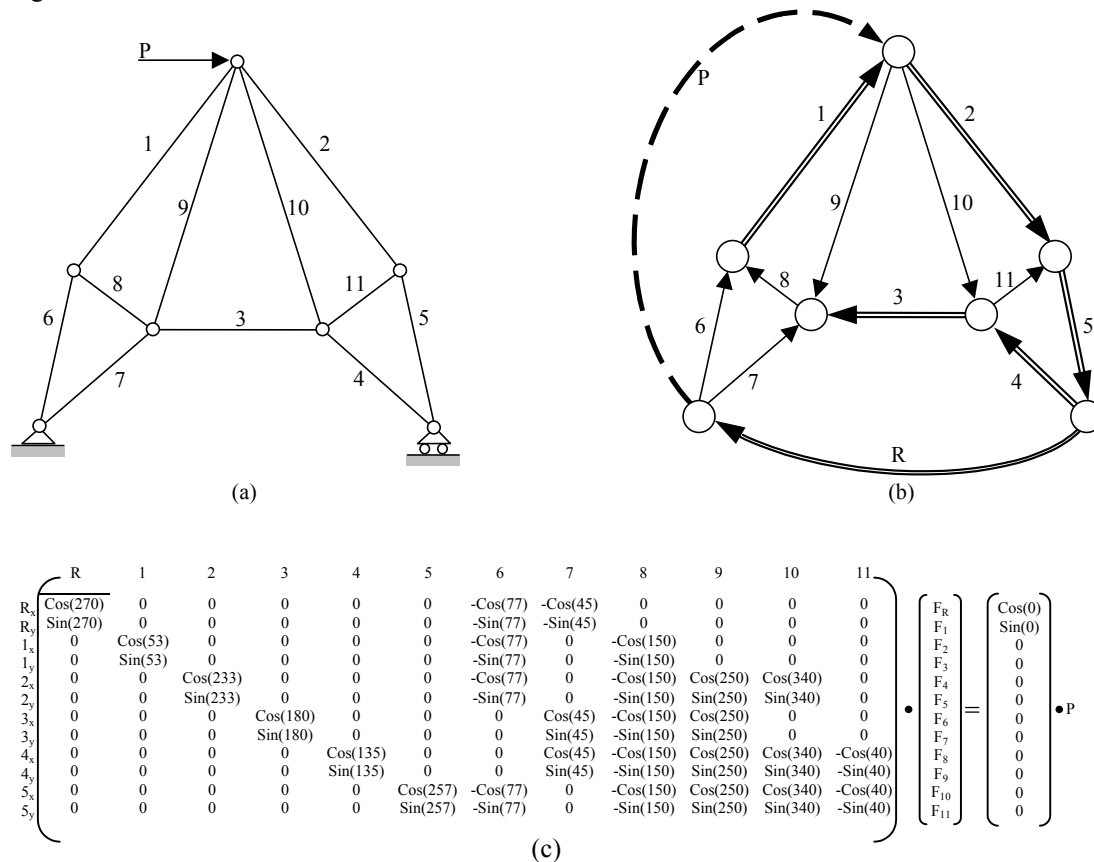 P
1
2
9
10
8
11
6
3
5
7
4
(a)
P
1
2
9
10
8
11
3
6
5
7
4
R
(b)
R 1 2 3 4 5 6 7 8 9 10 11
Rx Cos(270) 0 0 0 0 0 -Cos(77) -Cos(45) 0 0 0 0 FR Cos(0)
Ry Sin(270) 0 0 0 0 0 -Sin(77) -Sin(45) 0 0 0 0 F1 Sin(0)
1x 0 Cos(53) 0 0 0 0 -Cos(77) 0 -Cos(150) 0 0 0 F2 0
1y 0 Sin(53) 0 0 0 0 -Sin(77) 0 -Sin(150) 0 0 0 F3 0
2x 0 0 Cos(233) 0 0 0 -Cos(77) 0 -Cos(150) Cos(250) Cos(340) 0 F4 0
2y 0 0 Sin(233) 0 0 0 -Sin(77) 0 -Sin(150) Sin(250) Sin(340) 0 F5 0
3x 0 0 0 Cos(180) 0 0 0 Cos(45) -Cos(150) Cos(250) 0 0 • F6 = 0 • P
3y 0 0 0 Sin(180) 0 0 0 Sin(45) -Sin(150) Sin(250) 0 0 F7 0
4x 0 0 0 0 Cos(135) 0 0 Cos(45) -Cos(150) Cos(250) Cos(340) -Cos(40) F8 0
4y 0 0 0 0 Sin(135) 0 0 Sin(45) -Sin(150) Sin(250) Sin(340) -Sin(40) F9 0
5x 0 0 0 0 0 Cos(257) -Cos(77) 0 -Cos(150) Cos(250) Cos(340) -Cos(40) F10 0
5y 0 0 0 0 0 Sin(257) -Sin(77) 0 -Sin(150) Sin(250) Sin(340) -Sin(40) F11 0
(c)